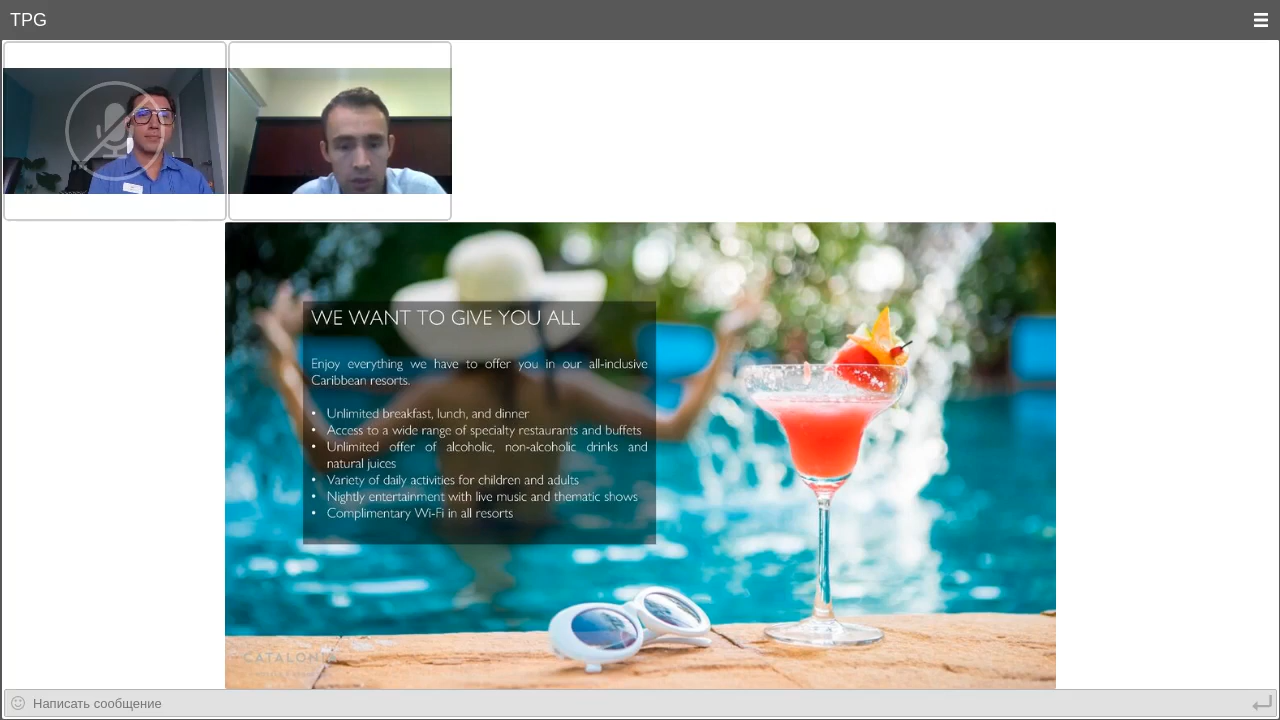 TPG
WE WANT TO GIVE YOU ALL
Enjoy everything we have to offer you in our all-inclusive
Caribbean resorts.
• Unlimited breakfast, lunch, and dinner
• Access to a wide range of specialty restaurants and buffets
• Unlimited offer of alcoholic, non-alcoholic drinks and
natural juices
• Variety of daily activities for children and adults
• Nightly entertainment with live music and thematic shows
• Complimentary Wi-Fi in all resorts
CATALONIA
Написать сообщение